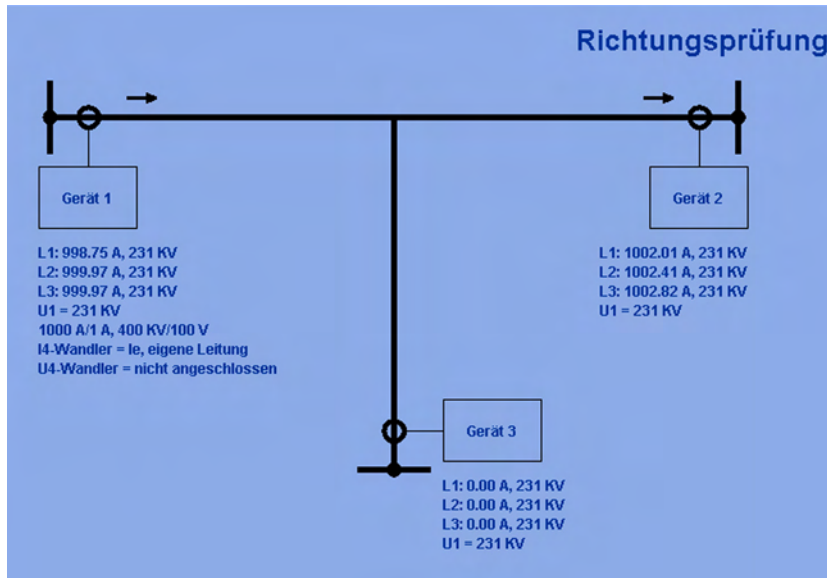 Richtungsprüfung
Gerät 1
Gerät 2
L1: 998.75 A, 231 KV
L2: 999.97 A, 231 KV
L3: 999.97 A, 231 KV
U1 = 231 KV
1000 A/1 A, 400 KV/100 V
I4-Wandler = Ie, eigene Leitung
U4-Wandler = nicht angeschlossen
L1: 1002.01 A, 231 KV
L2: 1002.41 A, 231 KV
L3: 1002.82 A, 231 KV
U1 = 231 KV
Gerät 3
L1: 0.00 A, 231 KV
L2: 0.00 A, 231 KV
L3: 0.00 A, 231 KV
U1 = 231 KV